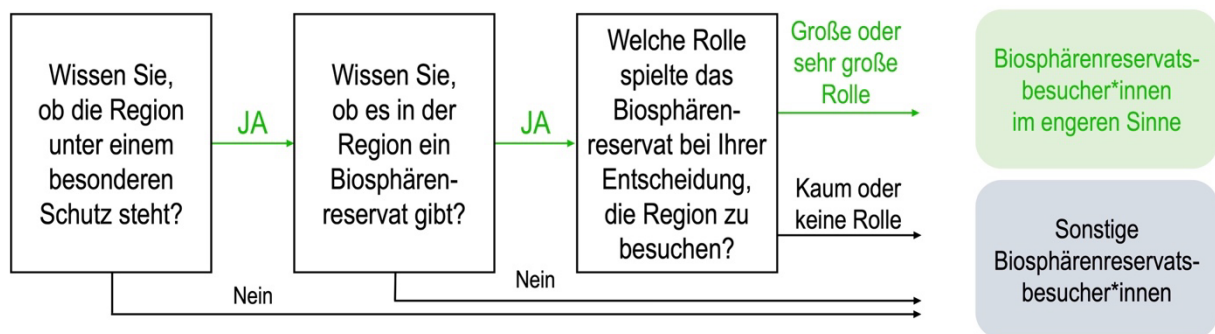 Wissen Sie,
ob die Region
unter einem
besonderen
Schutz steht?
JA
Wissen Sie,
ob es in der
Region ein
Biosphären-
reservat gibt?
JA
Welche Rolle
spielte das
Biosphären-
reservat bei Ihrer
Entscheidung,
die Region zu
besuchen?
Große oder
sehr große
Rolle
Kaum oder
keine Rolle
Nein
Nein
Biosphärenreservats-
besucher*innen
im engeren Sinne
Sonstige
Biosphärenreservats-
besucher*innen